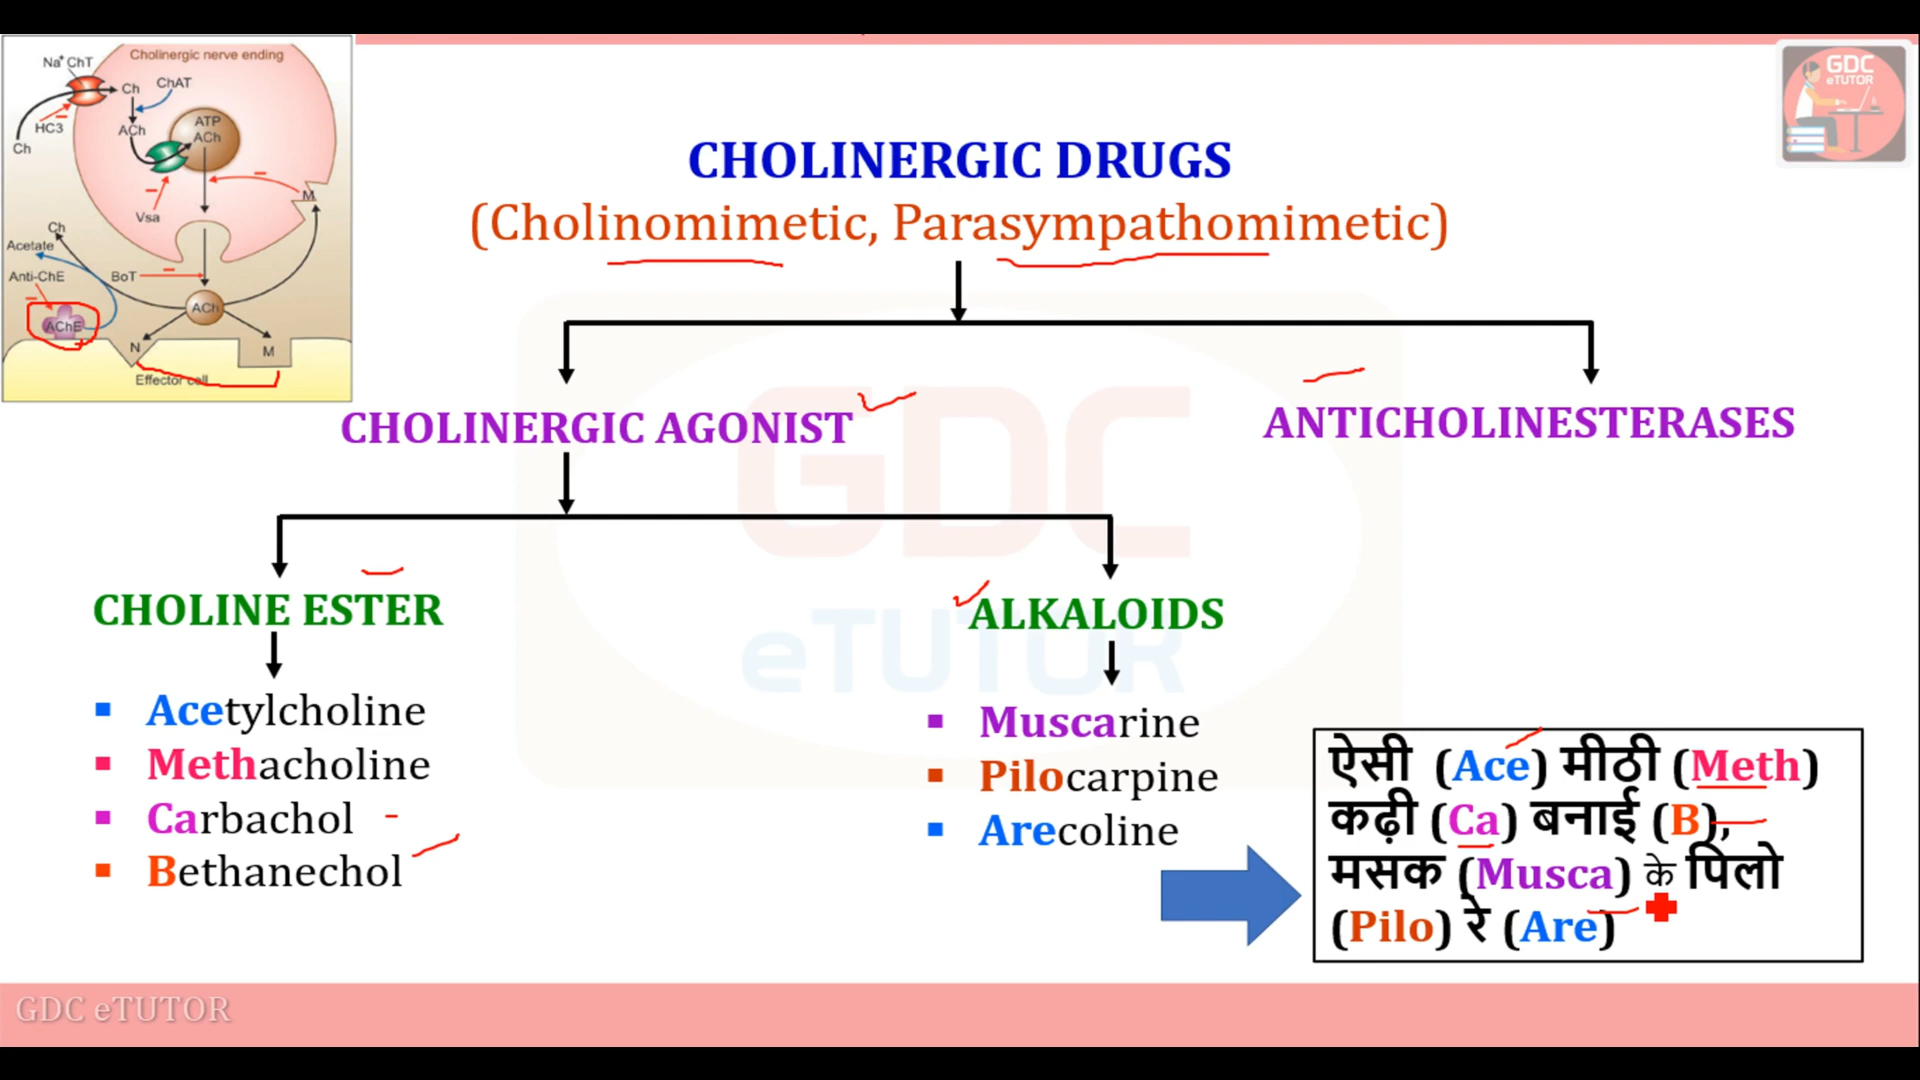 Cholinergic nerve ending
Na⁺ ChT
Ch
ChAT
HC3
ACh
ATP
ACh
Ch
Vsa
M
Ch
Acetate
Anti-ChE
BoT
ACh
AChE
N
M
Effector cell
GDC
eTUTOR
CHOLINERGIC DRUGS
(Cholinomimetic, Parasympathomimetic)
CHOLINERGIC AGONIST
ANTICHOLINESTERASES
GDC
eTUTOR
CHOLINE ESTER
ALKALOIDS
Acetylcholine
Methacholine
Carbachol
Bethanechol
Muscarine
Pilocarpine
Arecoline
ऐसी (Ace) मीठी (Meth)
कढ़ी (Ca) बनाई (B),
मसक (Musca) के पिलो
(Pilo) रे (Are)
GDC eTUTOR